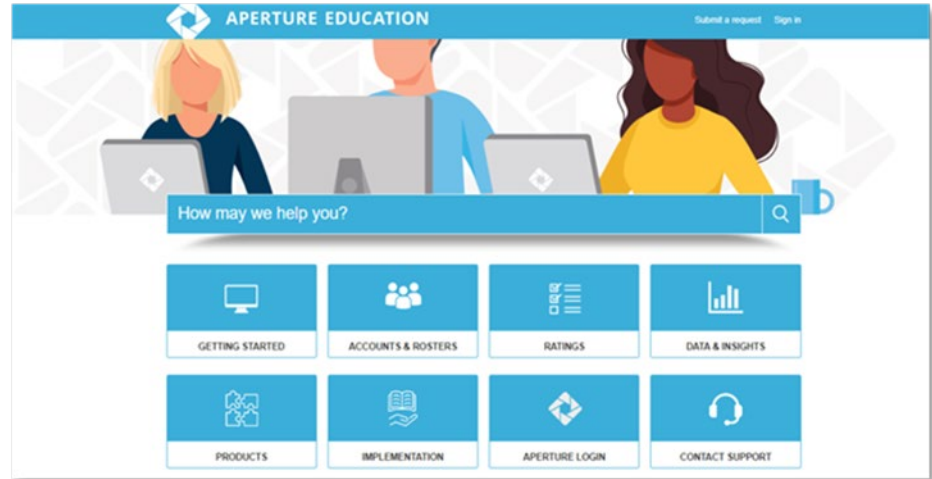 APERTURE EDUCATION
Submit a request Sign in
How may we help you?
GETTING STARTED
ACCOUNTS & ROSTERS
RATINGS
DATA & INSIGHTS
PRODUCTS
IMPLEMENTATION
APERTURE LOGIN
CONTACT SUPPORT